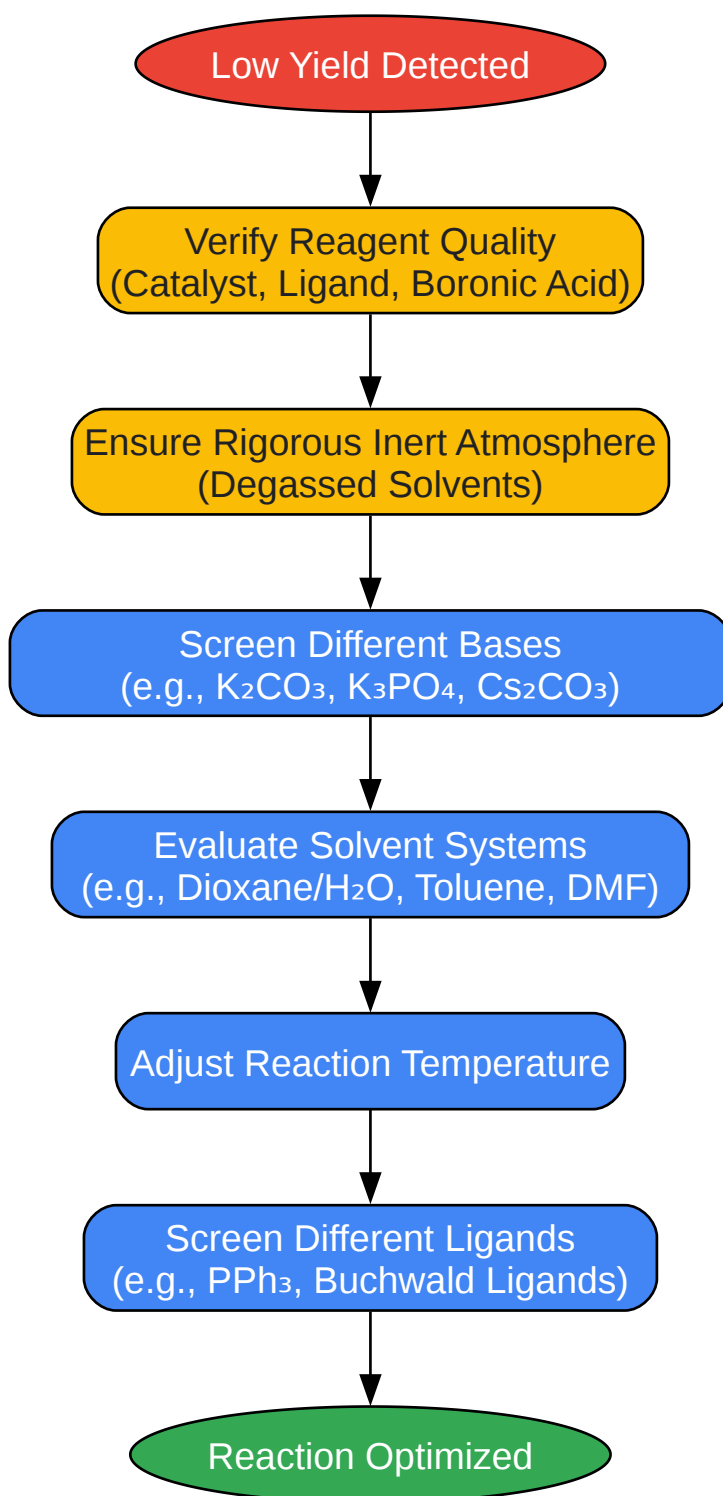 Low Yield Detected
Verify Reagent Quality
(Catalyst, Ligand, Boronic Acid)
Ensure Rigorous Inert Atmosphere
(Degassed Solvents)
Screen Different Bases
(e.g., K₂CO₃, K₃PO₄, Cs₂CO₃)
Evaluate Solvent Systems
(e.g., Dioxane/H₂O, Toluene, DMF)
Adjust Reaction Temperature
Screen Different Ligands
(e.g., PPh₃, Buchwald Ligands)
Reaction Optimized